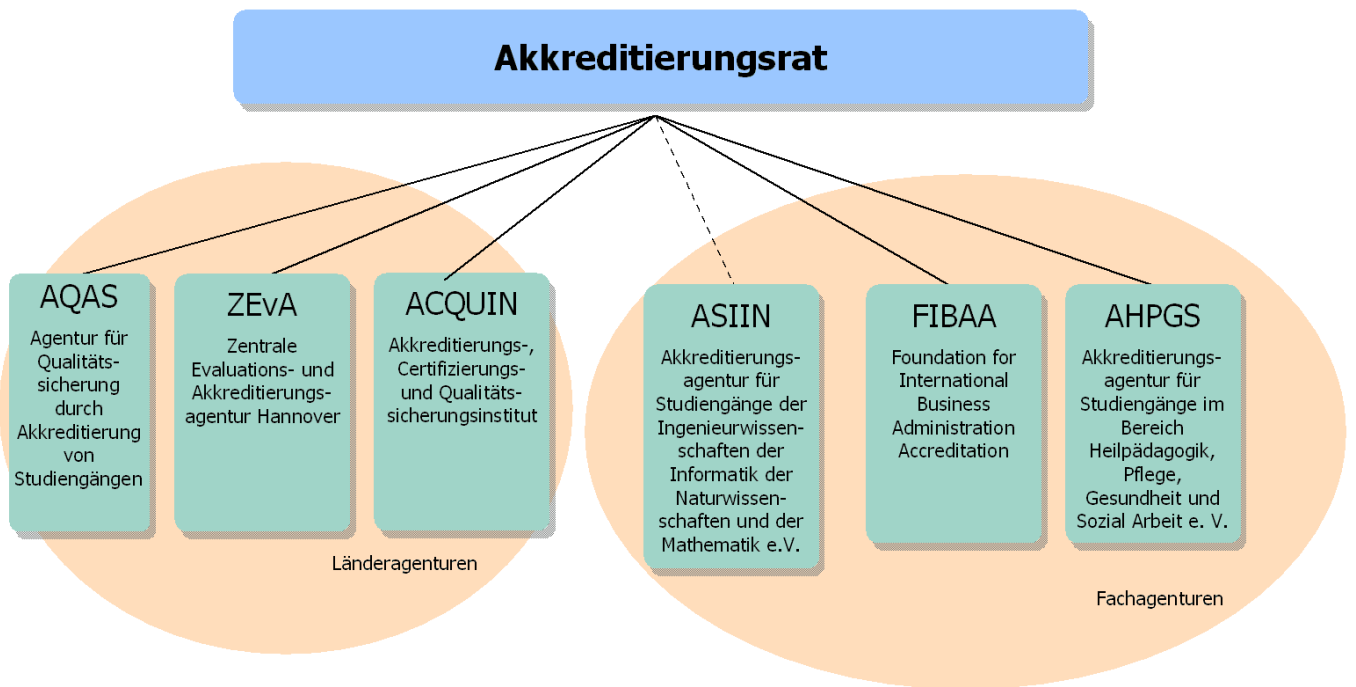 Akkreditierungsrat
AQAS
Agentur für
Qualitäts-
sicherung
durch
Akkreditierung
von
Studiengängen
ZEvA
Zentrale
Evaluations- und
Akkreditierungs-
agentur Hannover
ACQUIN
Akkreditierungs-,
Certifizierungs-
und Qualitäts-
sicherungsinstitut
Länderagenturen
ASIIN
Akkreditierungs-
agentur für
Studiengänge der
Ingenieurwissen-
schaften der
Informatik der
Naturwissen-
schaften und der
Mathematik e.V.
FIBAA
Foundation for
International
Business
Administration
Accreditation
AHPGS
Akkreditierungs-
agentur für
Studiengänge im
Bereich
Heilpädagogik,
Pflege,
Gesundheit und
Sozial Arbeit e. V.
Fachagenturen